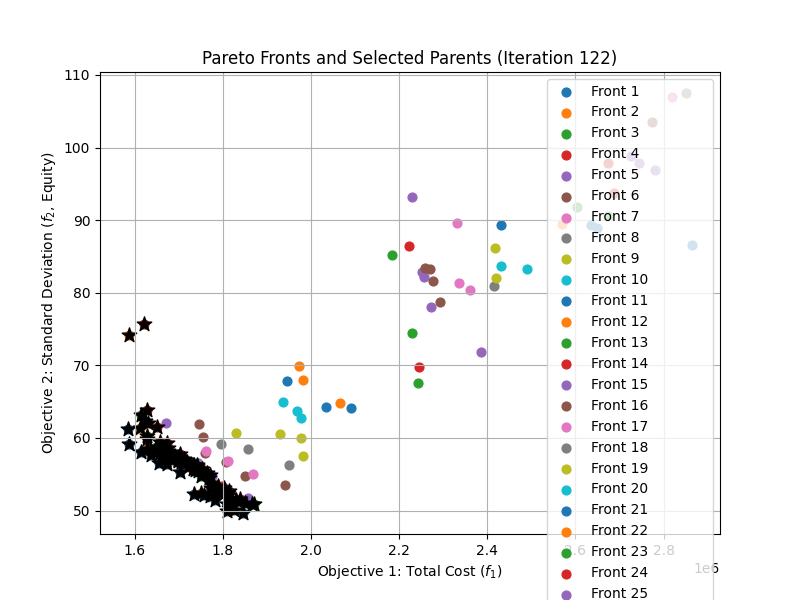 Pareto Fronts and Selected Parents (Iteration 122)
Objective 2: Standard Deviation (f₂, Equity)
110
100
90
80
70
60
50
1.6
1.8
2.0
2.2
2.4
2.6
2.8
1e6
Objective 1: Total Cost (f₁)
Front 1
Front 2
Front 3
Front 4
Front 5
Front 6
Front 7
Front 8
Front 9
Front 10
Front 11
Front 12
Front 13
Front 14
Front 15
Front 16
Front 17
Front 18
Front 19
Front 20
Front 21
Front 22
Front 23
Front 24
Front 25